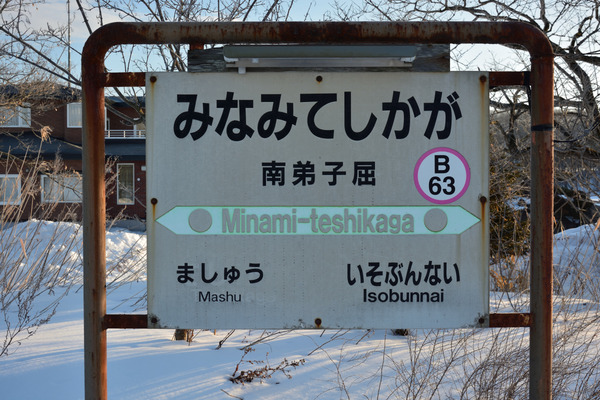 みなみてしかが
南弟子屈
B
63
Minami-teshikaga
ましゅう
Mashu
いそぶんない
Isobunnai